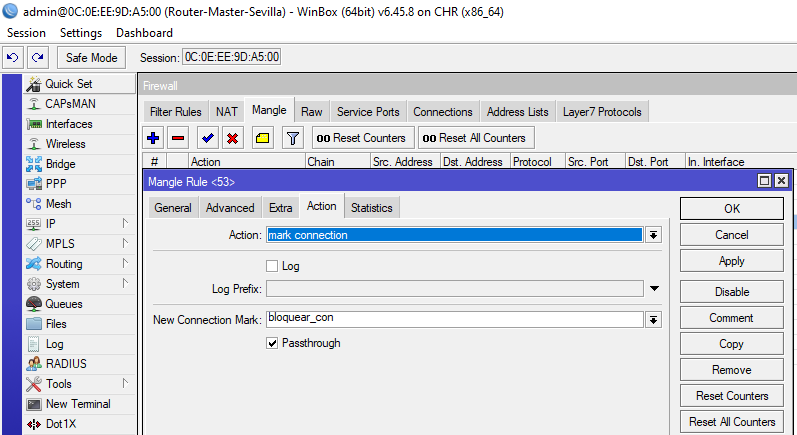 admin@0C:0E:EE:9D:A5:00 (Router-Master-Sevilla) - WinBox (64bit) v6.45.8 on CHR (x86_64)
Session Settings Dashboard
Safe Mode Session: 0C:0E:EE:9D:A5:00
Quick Set
CAPsMAN
Interfaces
Wireless
Bridge
PPP
Mesh
IP
MPLS
Routing
System
Queues
Files
Log
RADIUS
Tools
New Terminal
Dot1X
Firewall
Filter Rules NAT Mangle Raw Service Ports Connections Address Lists Layer7 Protocols
00 Reset Counters 00 Reset All Counters
# Action Chain Src. Address Dst. Address Protocol Src. Port Dst. Port In. Interface
Mangle Rule <53>
General Advanced Extra Action Statistics
Action: mark connection
Log
Log Prefix:
New Connection Mark: bloquear_con
Passthrough
OK
Cancel
Apply
Disable
Comment
Copy
Remove
Reset Counters
Reset All Counters